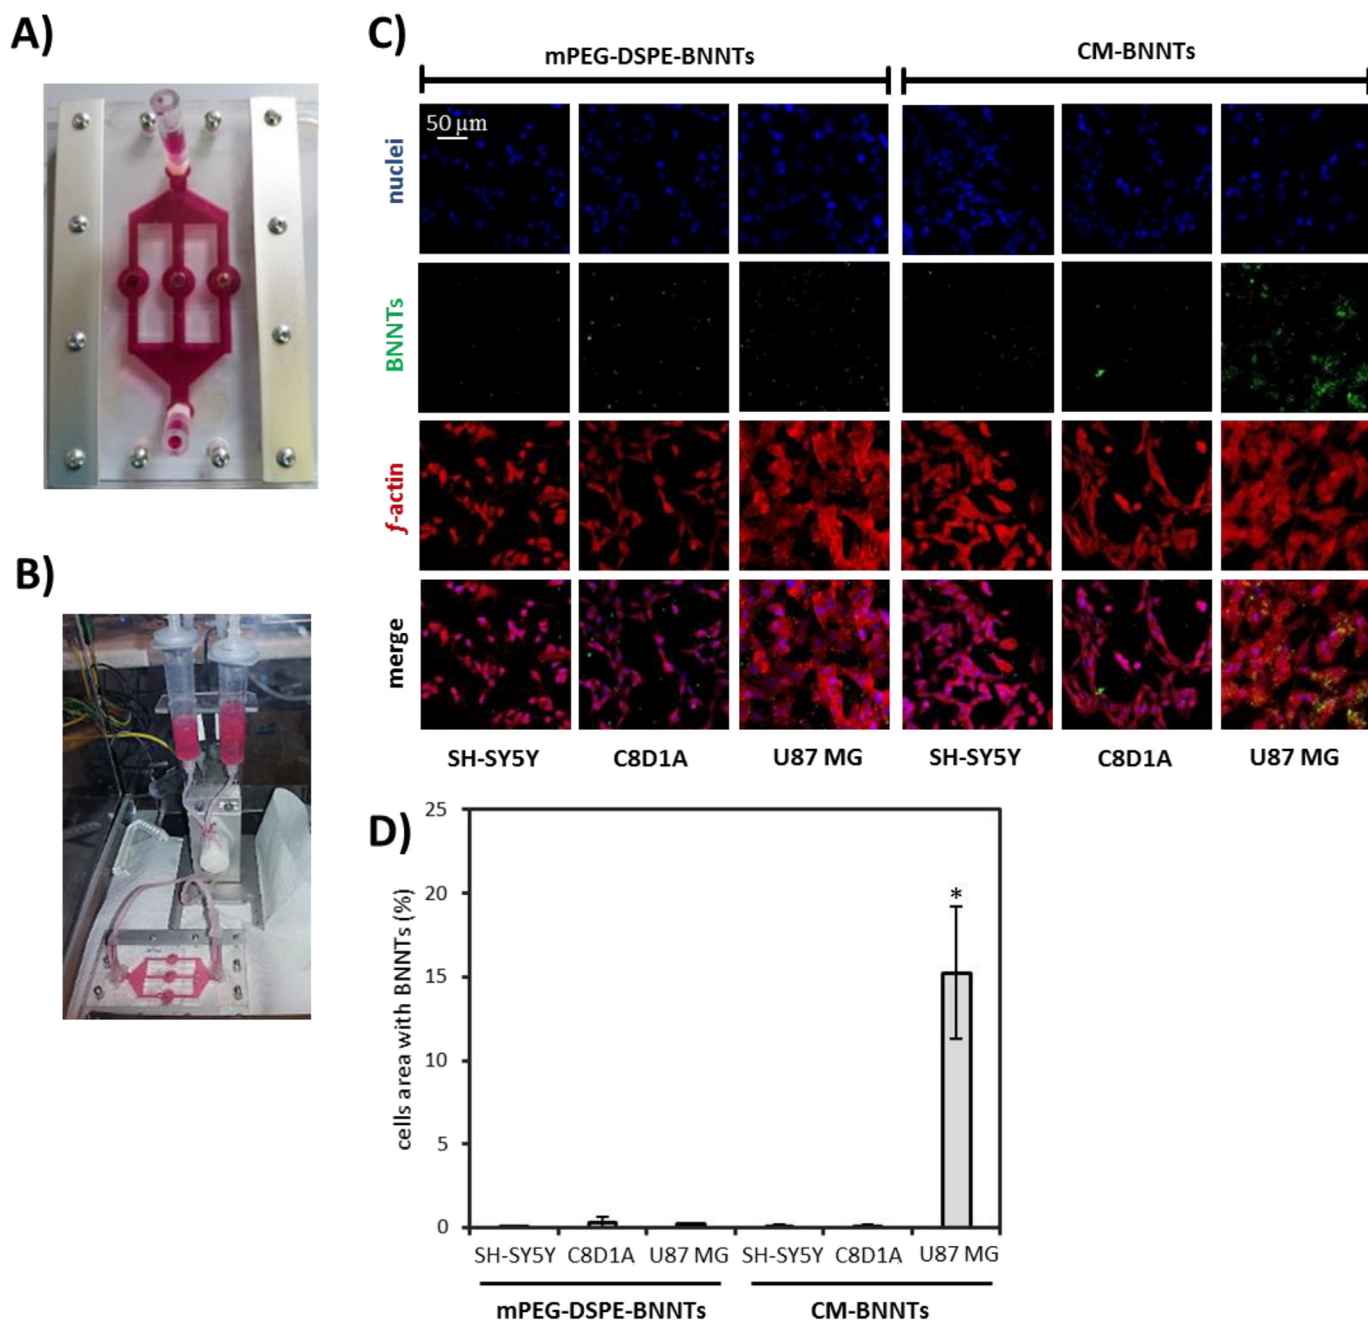 A)
B)
C)
mPEG-DSPE-BNNTs
CM-BNNTs
50 µm
nuclei
BNNTs
f-actin
merge
SH-SY5Y
C8D1A
U87 MG
SH-SY5Y
C8D1A
U87 MG
D)
cells area with BNNTs (%)
25
20
15
10
5
0
*
SH-SY5Y
C8D1A
U87 MG
SH-SY5Y
C8D1A
U87 MG
mPEG-DSPE-BNNTs
CM-BNNTs